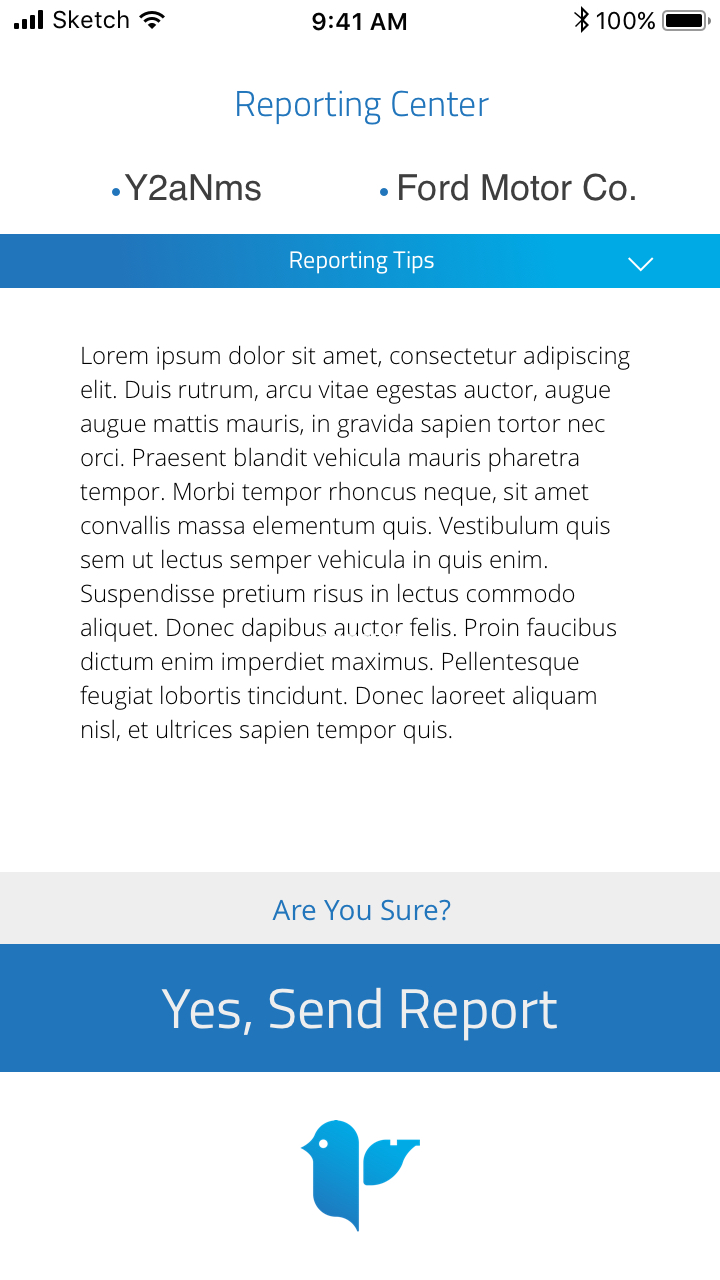 Sketch 9:41 AM 100%
Reporting Center
•Y2aNms • Ford Motor Co.
Reporting Tips
Lorem ipsum dolor sit amet, consectetur adipiscing
elit. Duis rutrum, arcu vitae egestas auctor, augue
augue mattis mauris, in gravida sapien tortor nec
orci. Praesent blandit vehicula mauris pharetra
tempor. Morbi tempor rhoncus neque, sit amet
convallis massa elementum quis. Vestibulum quis
sem ut lectus semper vehicula in quis enim.
Suspendisse pretium risus in lectus commodo
aliquet. Donec dapibus auctor felis. Proin faucibus
dictum enim imperdiet maximus. Pellentesque
feugiat lobortis tincidunt. Donec laoreet aliquam
nisl, et ultrices sapien tempor quis.
Are You Sure?
Yes, Send Report